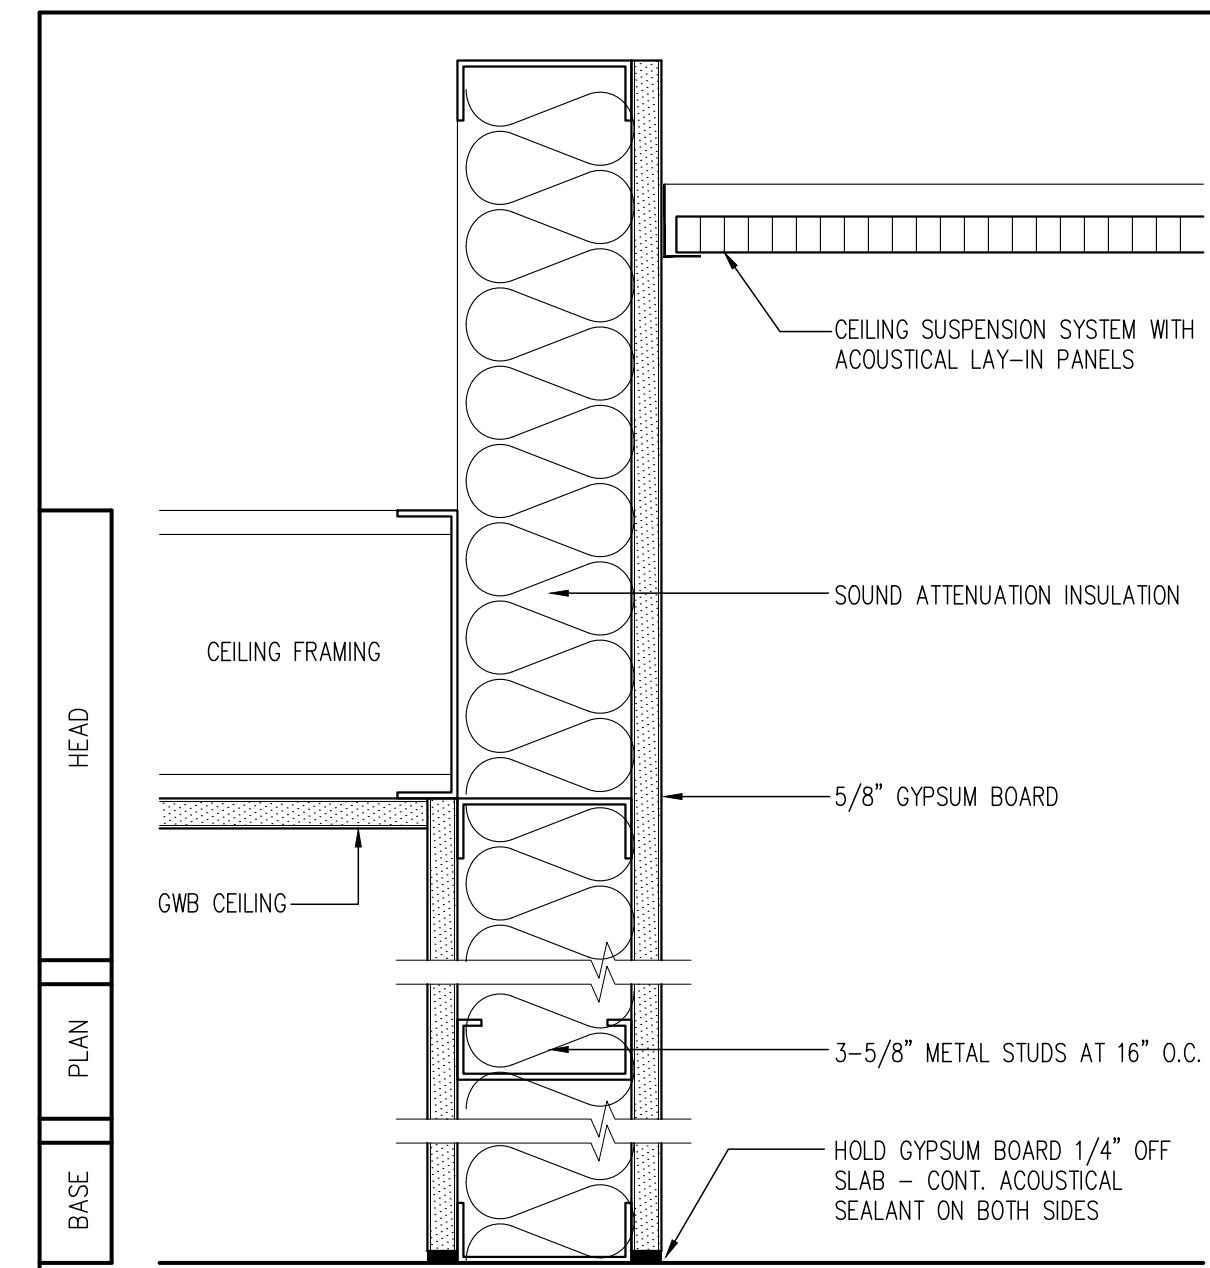 CEILING SUSPENSION SYSTEM WITH
ACOUSTICAL LAY-IN PANELS
SOUND ATTENUATION INSULATION
CEILING FRAMING
HEAD
5/8" GYPSUM BOARD
GWB CEILING
PLAN
3-5/8" METAL STUDS AT 16" O.C.
HOLD GYPSUM BOARD 1/4" OFF
SLAB - CONT. ACOUSTICAL
SEALANT ON BOTH SIDES
BASE